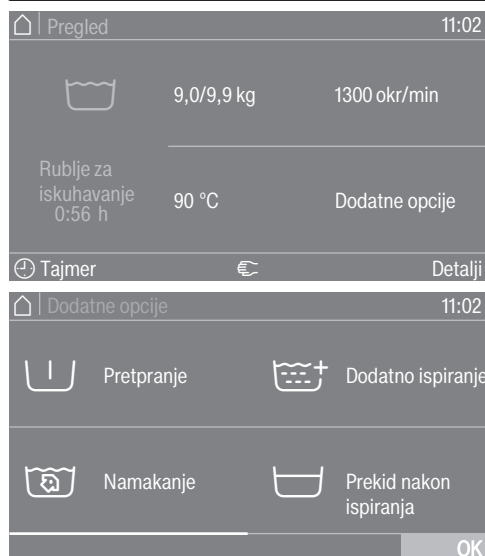 Pregled 11:02
9,0/9,9 kg 1300 okr/min
Rublje za
iskuhavanje
0:56 h
90 °C Dodatne opcije
Tajmer Detalji
Dodatne opcije 11:02
Pretpranje Dodatno ispiranje
Namakanje Prekid nakon
ispiranja
OK